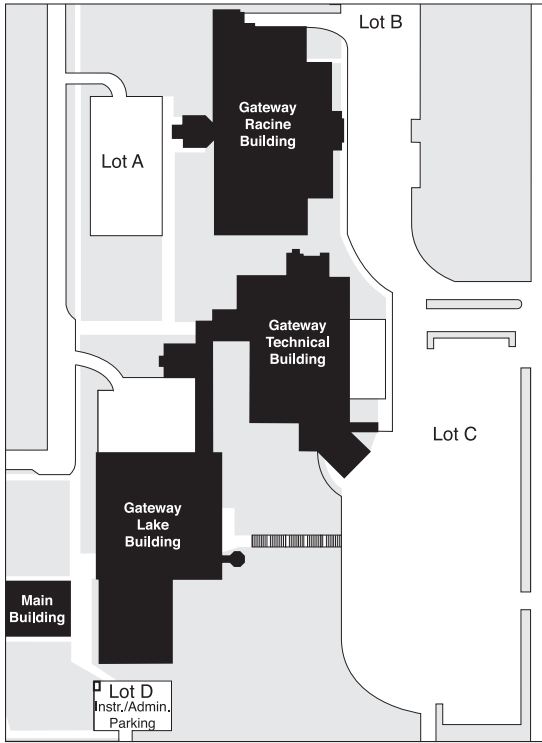 Lot B
Gateway
Racine
Building
Lot A
Gateway
Technical
Building
Lot C
Gateway
Lake
Building
Main
Building
Lot D
Instr./Admin.
Parking